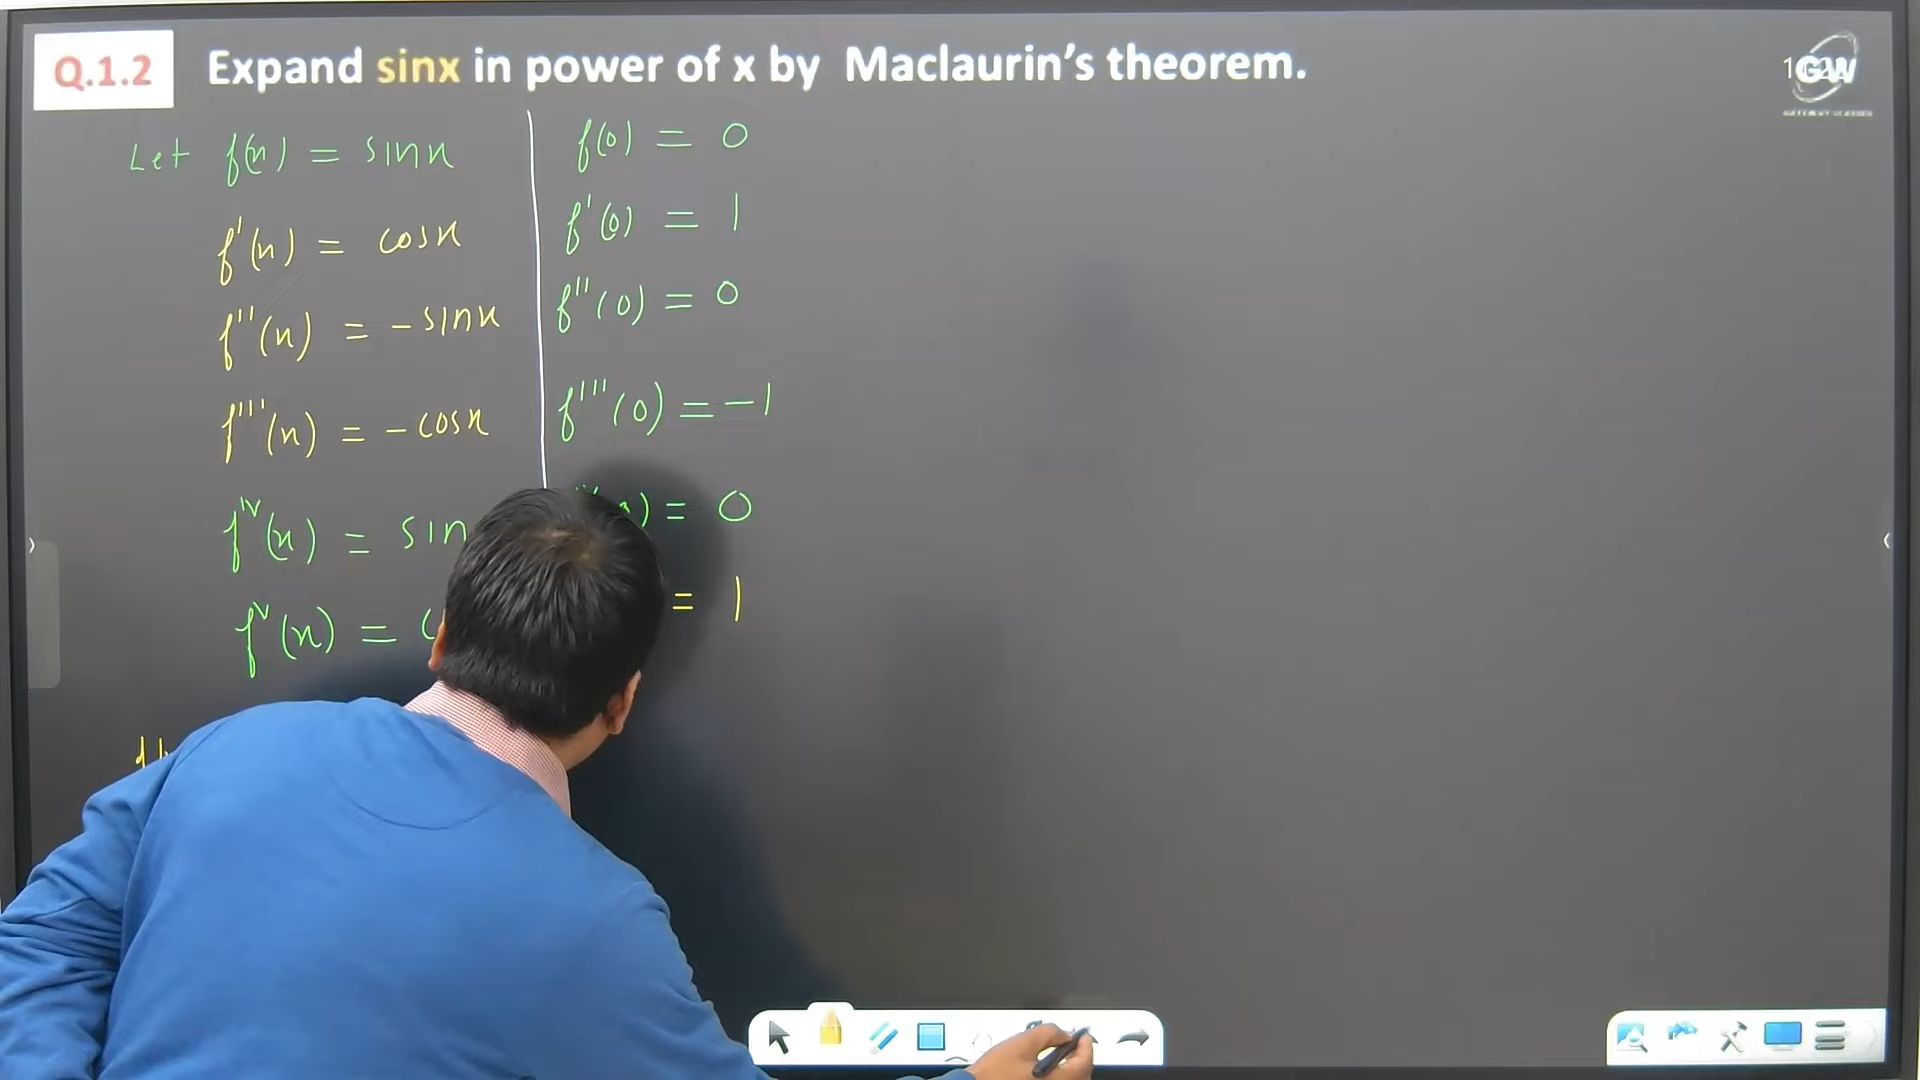 Q.1.2 Expand sinx in power of x by Maclaurin's theorem.
GW
Let f(x) = sinx
f'(x) = cosx
f''(x) = -sinx
f'''(x) = -cosx
f^IV(x) = sin
f^V(x) =
f(0) = 0
f'(0) = 1
f''(0) = 0
f'''(0) = -1
= 0
= 1